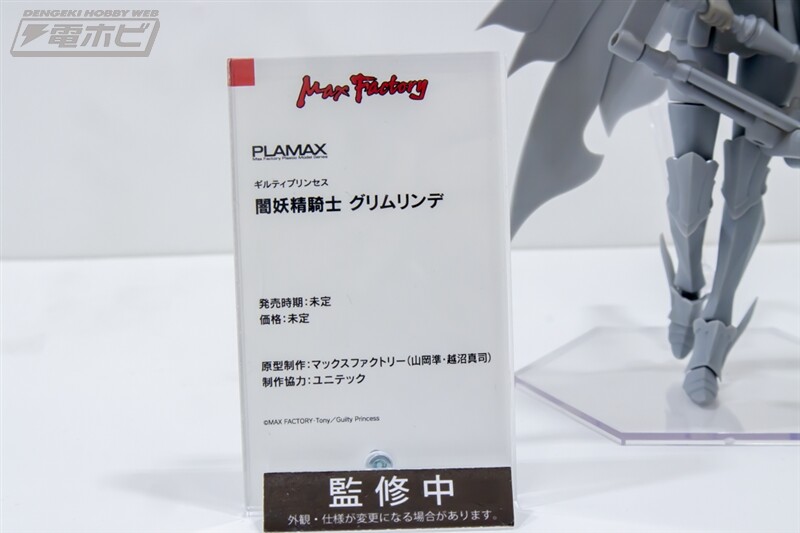 DENGEKI HOBBY WEB
電ホビ
Max Factory
PLAMAX
Max Factory Plastic Model Series
ギルティプリンセス
闇妖精騎士 グリムリンデ
発売時期:未定
価格:未定
原型制作:マックスファクトリー(山岡準・越沼真司)
制作協力:ユニテック
©MAX FACTORY・Tony/Guilty Princess
監修中
外観・仕様が変更になる場合があります。